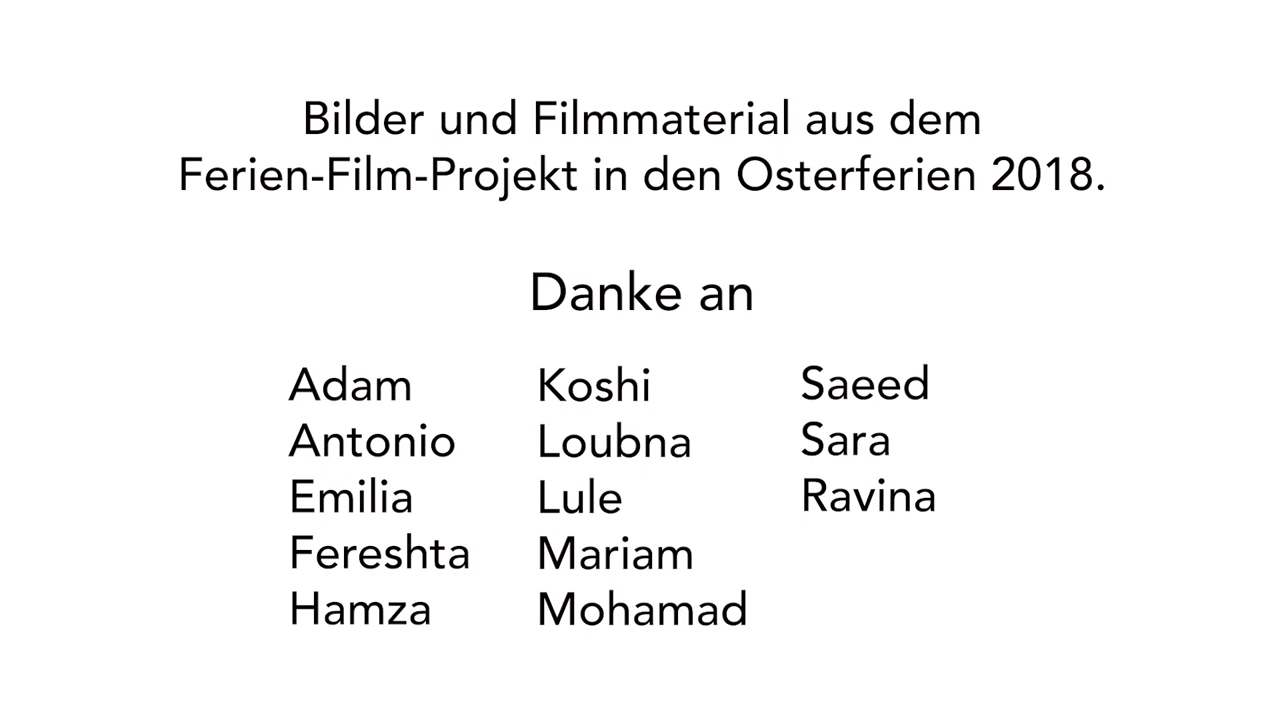 Bilder und Filmmaterial aus dem
Ferien-Film-Projekt in den Osterferien 2018.
Danke an
Adam
Antonio
Emilia
Fereshta
Hamza
Koshi
Loubna
Lule
Mariam
Mohamad
Saeed
Sara
Ravina